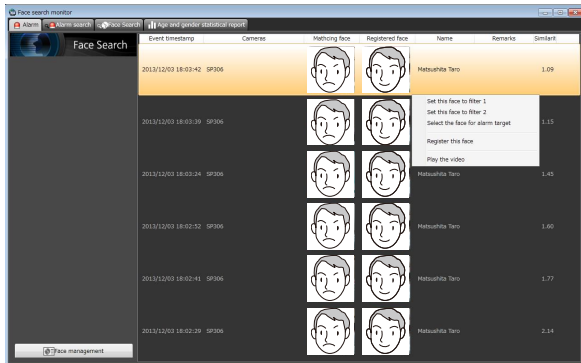 Face search monitor
Alarm Alarm search Face Search Age and gender statistical report
Face Search
Event timestamp Cameras Mathcing face Registered face Name Remarks Similarit
2013/12/03 18:03:42 SP306 Matsushita Taro 1.09
Set this face to filter 1
Set this face to filter 2
Select the face for alarm target
Register this face
Play the video
2013/12/03 18:03:39 SP306 1.15
2013/12/03 18:03:24 SP306 Matsushita Taro 1.45
2013/12/03 18:02:52 SP306 Matsushita Taro 1.60
2013/12/03 18:02:41 SP306 Matsushita Taro 1.77
2013/12/03 18:02:29 SP306 Matsushita Taro 2.14
Face management